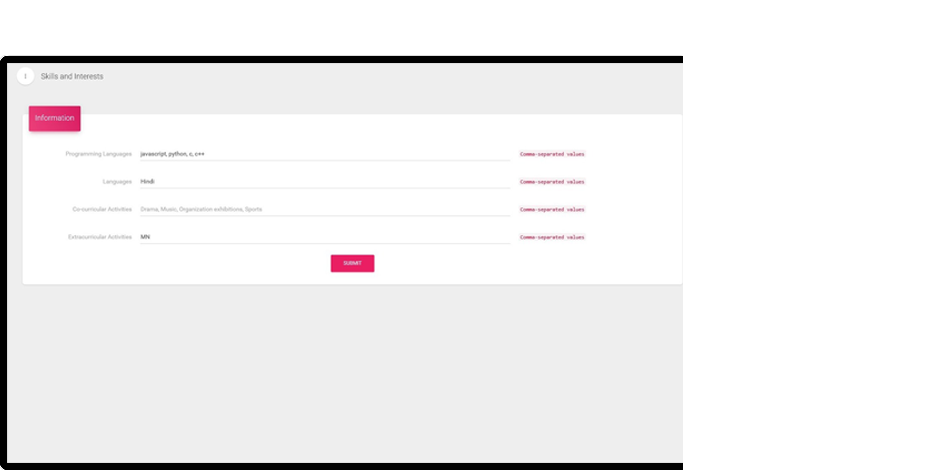 Skills and Interests
Information
Programming Languages javascript, python, c, c++ Comma-separated values
Languages Hindi Comma-separated values
Co-curricular Activities Drama, Music, Organization exhibitions, Sports Comma-separated values
Extracurricular Activities MN Comma-separated values
SUBMIT